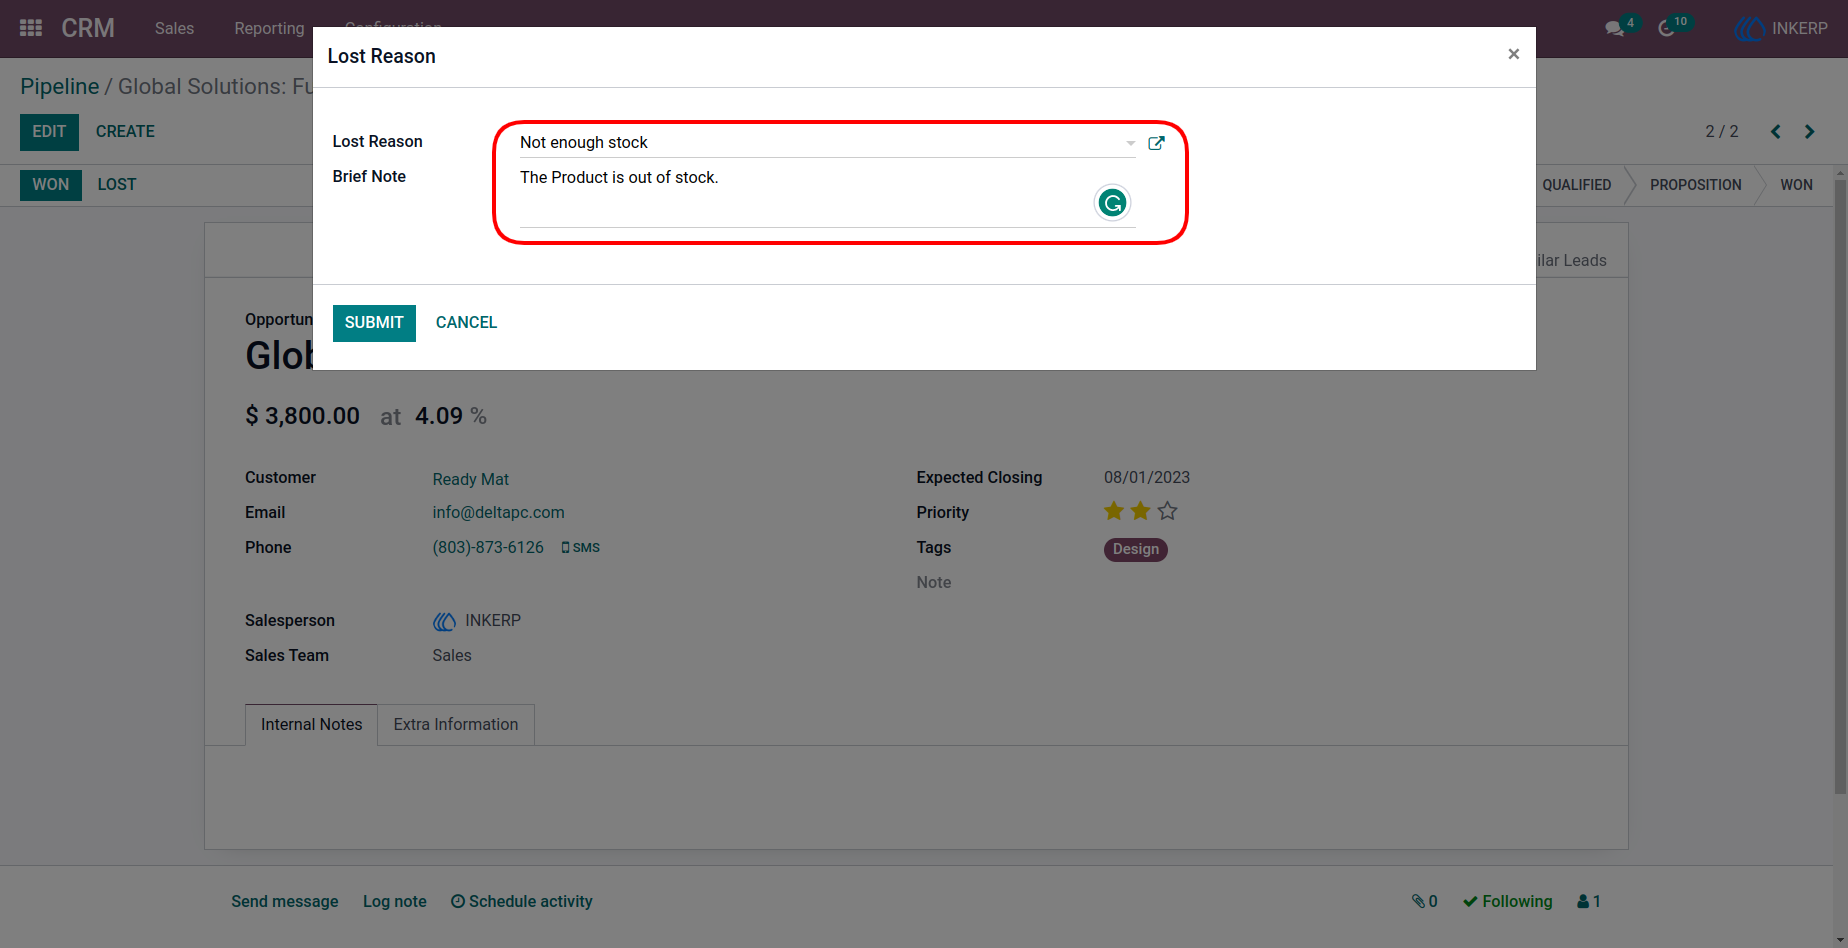 CRM Sales Reporting Configuration 4 10 INKERP
Lost Reason ×
Pipeline / Global Solutions: Fu
EDIT CREATE 2 / 2
Lost Reason Not enough stock
Brief Note The Product is out of stock.
WON LOST QUALIFIED PROPOSITION WON
ilar Leads
SUBMIT CANCEL
Opportun
Glob
$ 3,800.00 at 4.09 %
Customer Ready Mat Expected Closing 08/01/2023
Email info@deltapc.com Priority
Phone (803)-873-6126 SMS Tags Design
Note
Salesperson INKERP
Sales Team Sales
Internal Notes Extra Information
Send message Log note Schedule activity 0 Following 1